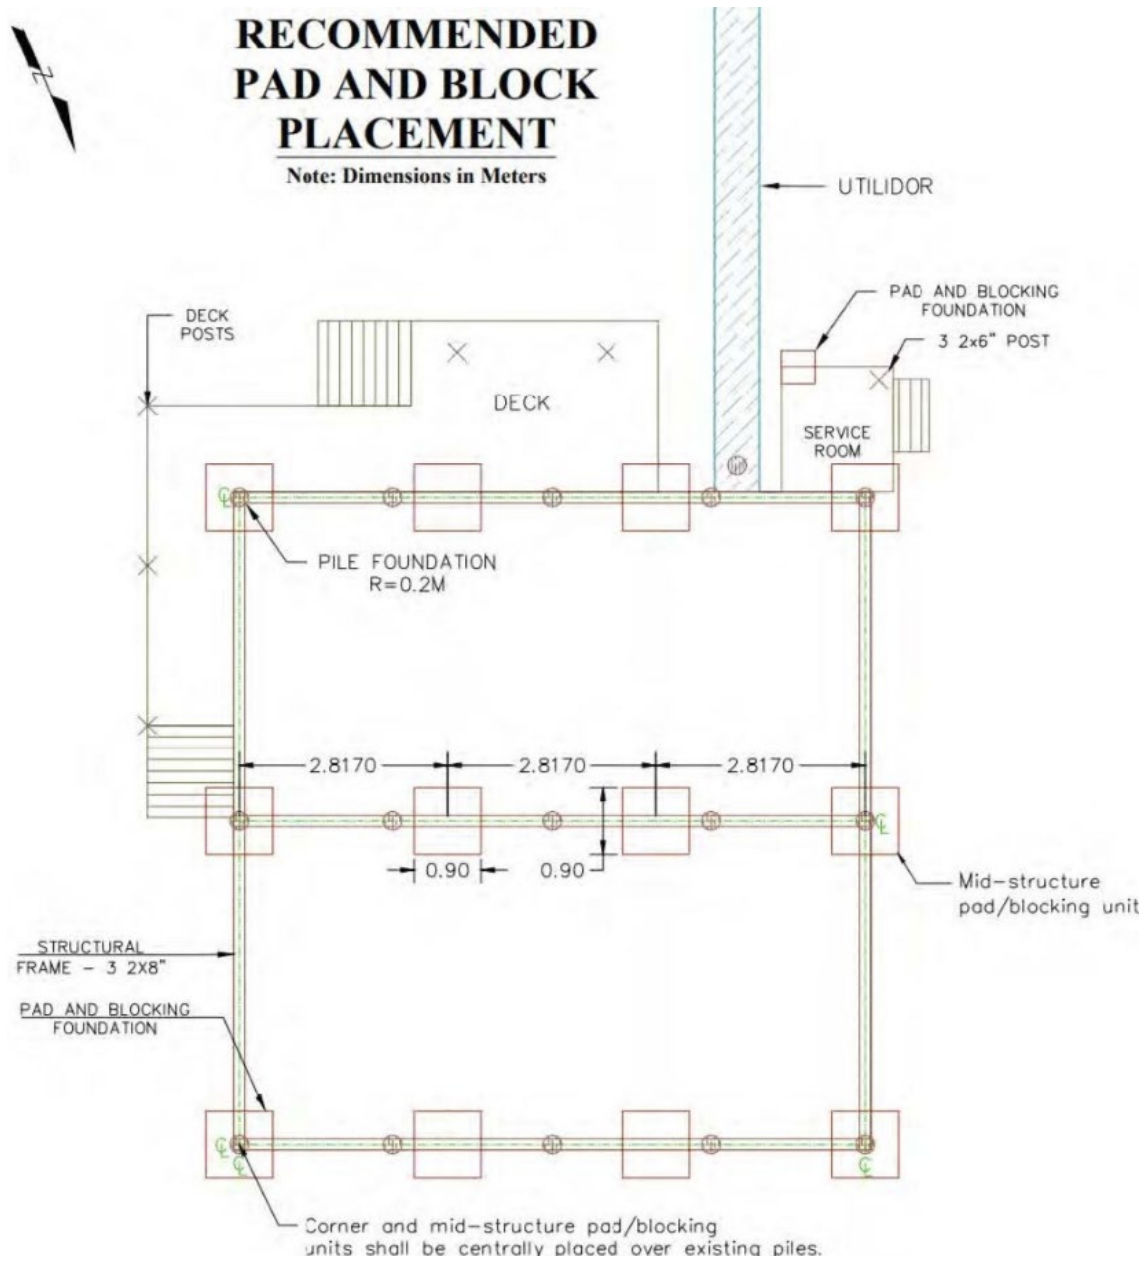 RECOMMENDED
PAD AND BLOCK
PLACEMENT
Note: Dimensions in Meters
N
UTILIDOR
PAD AND BLOCKING
FOUNDATION
3 2x6" POST
DECK
POSTS
DECK
SERVICE
ROOM
℄
PILE FOUNDATION
R=0.2M
2.8170
2.8170
2.8170
℄
0.90
0.90
Mid-structure
pad/blocking unit
STRUCTURAL
FRAME - 3 2X8"
PAD AND BLOCKING
FOUNDATION
℄
℄
℄
Corner and mid-structure pad/blocking
units shall be centrally placed over existing piles.